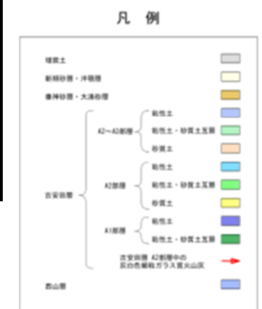 凡 例
埋戻土
新期砂層・沖積層
番神砂層・大湊砂層
粘性土
A2～A3部層
粘性土・砂質土互層
砂質土
粘性土
A2部層
粘性土・砂質土互層
砂質土
古安田層
粘性土
A1部層
粘性土・砂質土互層
古安田層 A2部層中の
灰白色細粒ガラス質火山灰
西山層